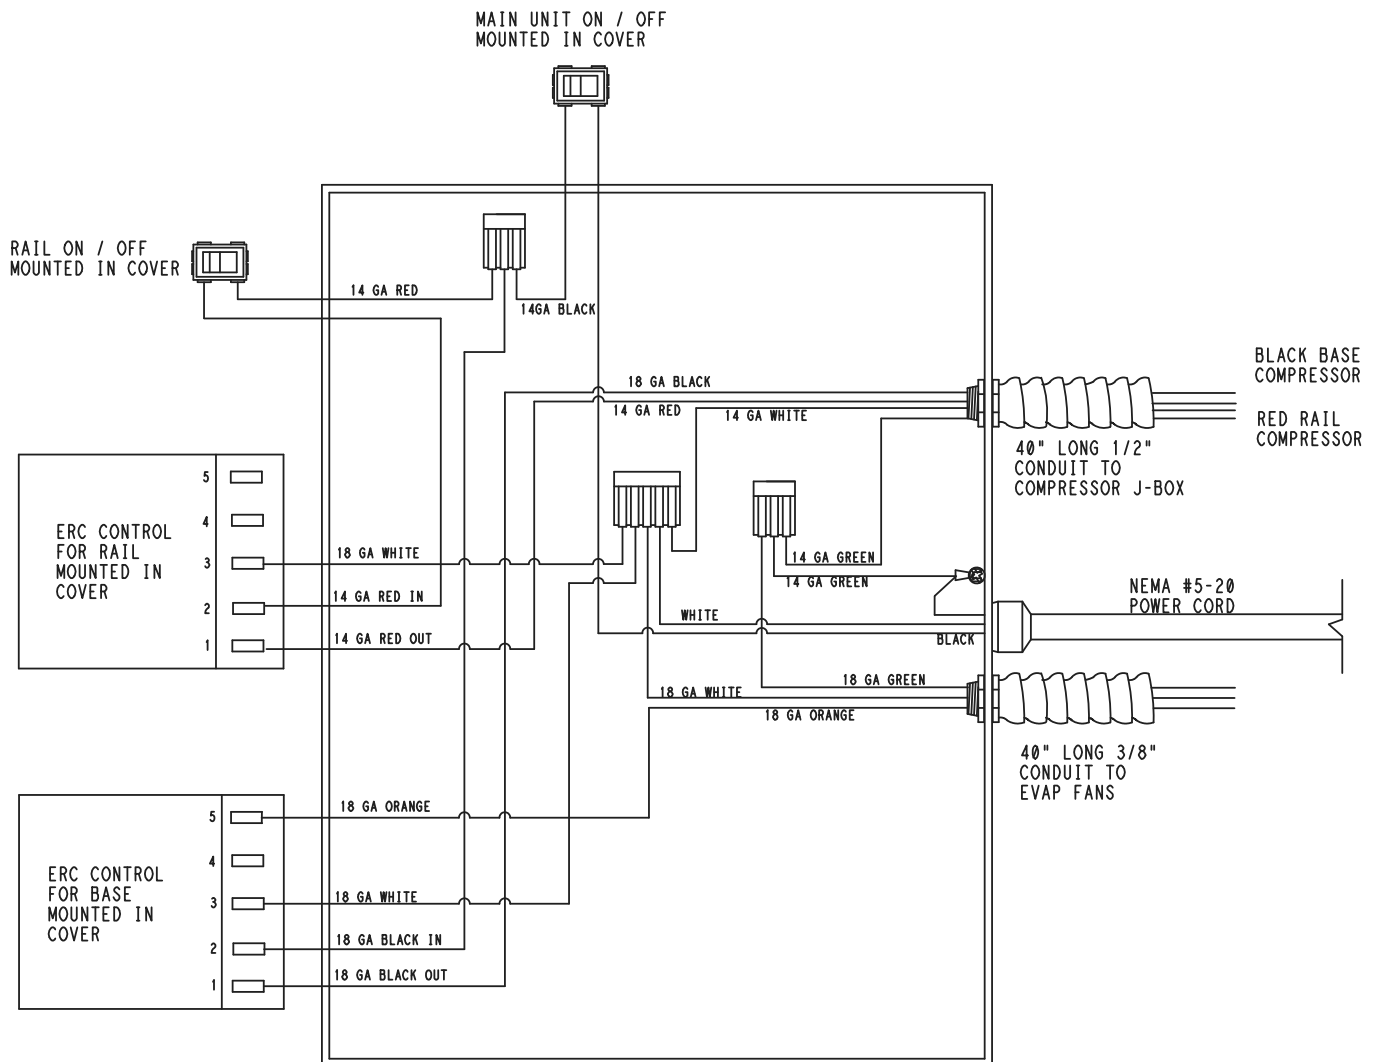 MAIN UNIT ON / OFF
MOUNTED IN COVER
RAIL ON / OFF
MOUNTED IN COVER
14 GA RED
14GA BLACK
18 GA BLACK
14 GA RED
14 GA WHITE
BLACK BASE
COMPRESSOR
RED RAIL
COMPRESSOR
40" LONG 1/2"
CONDUIT TO
COMPRESSOR J-BOX
ERC CONTROL
FOR RAIL
MOUNTED IN
COVER
5
4
3
2
1
18 GA WHITE
14 GA RED IN
14 GA RED OUT
14 GA GREEN
14 GA GREEN
NEMA #5-20
POWER CORD
WHITE
BLACK
18 GA GREEN
18 GA WHITE
18 GA ORANGE
40" LONG 3/8"
CONDUIT TO
EVAP FANS
ERC CONTROL
FOR BASE
MOUNTED IN
COVER
5
4
3
2
1
18 GA ORANGE
18 GA WHITE
18 GA BLACK IN
18 GA BLACK OUT